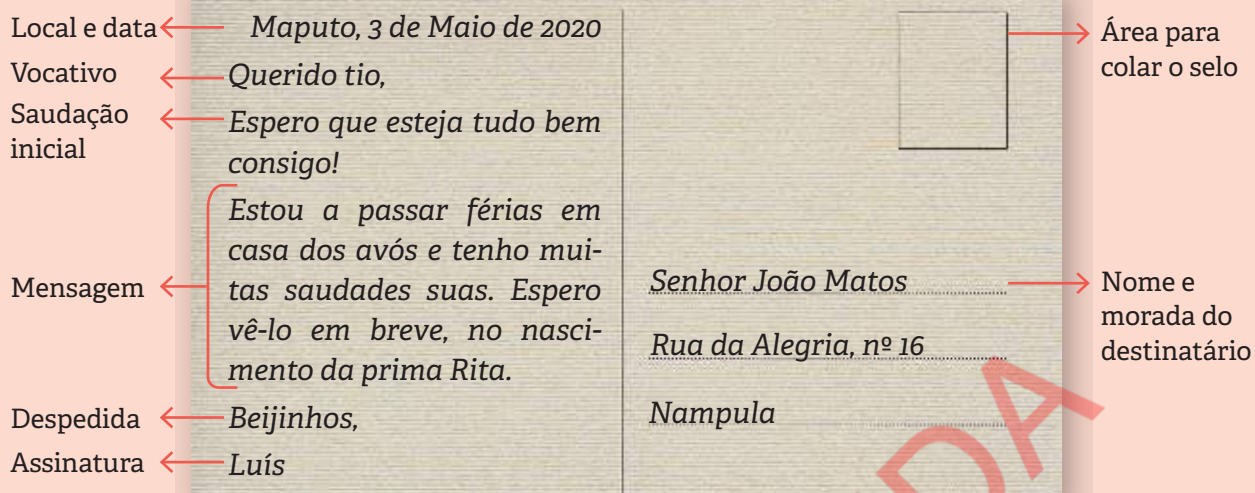 Local e data
Vocativo
Saudação
inicial
Mensagem
Despedida
Assinatura
Maputo, 3 de Maio de 2020
Querido tio,
Espero que esteja tudo bem
consigo!
Estou a passar férias em
casa dos avós e tenho mui-
tas saudades suas. Espero
vê-lo em breve, no nasci-
mento da prima Rita.
Beijinhos,
Luís
Senhor João Matos
Rua da Alegria, nº 16
Nampula
Área para
colar o selo
Nome e
morada do
destinatário
DA